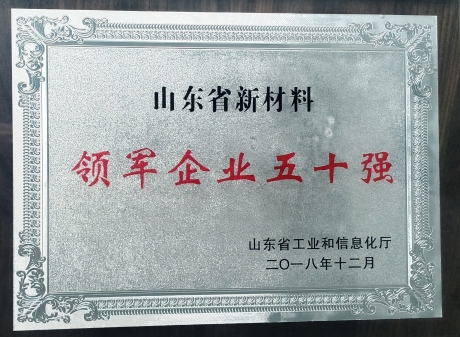 山东省新材料
领军企业五十强
山东省工业和信息化厅
二〇一八年十二月